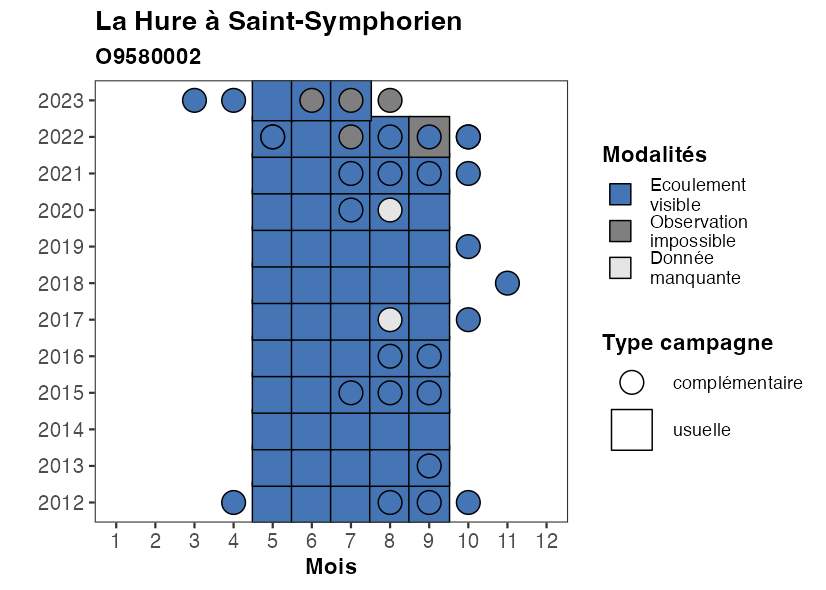 La Hure à Saint-Symphorien
O9580002
2023
2022
2021
2020
2019
2018
2017
2016
2015
2014
2013
2012
1 2 3 4 5 6 7 8 9 10 11 12
Mois
Modalités
Ecoulement
visible
Observation
impossible
Donnée
manquante
Type campagne
complémentaire
usuelle